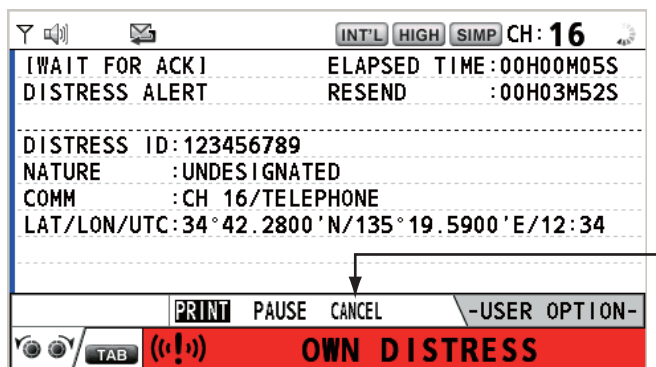 INT'L HIGH SIMP CH: 16
[WAIT FOR ACK] ELAPSED TIME:00H00M05S
DISTRESS ALERT RESEND :00H03M52S
DISTRESS ID:123456789
NATURE :UNDESIGNATED
COMM :CH 16/TELEPHONE
LAT/LON/UTC:34°42.2800'N/135°19.5900'E/12:34
PRINT PAUSE CANCEL -USER OPTION-
TAB OWN DISTRESS